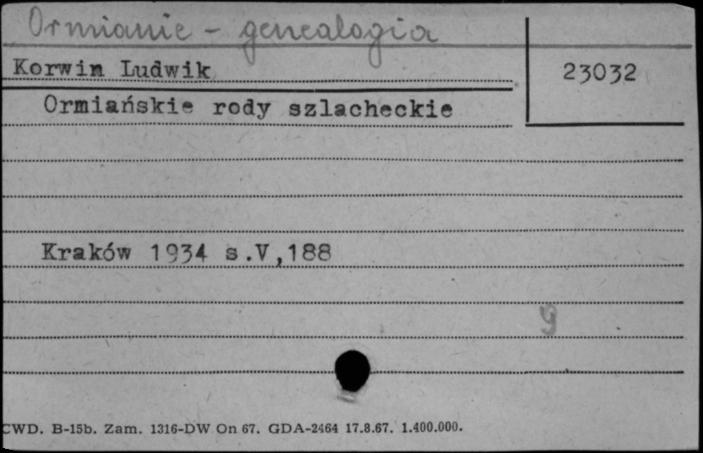 Ormianie - genealogia
Korwin Ludwik
23032
Ormiańskie rody szlacheckie
Kraków 1934 s.V,188
g
CWD. B-15b. Zam. 1316-DW On 67. GDA-2464 17.8.67. 1.400.000.